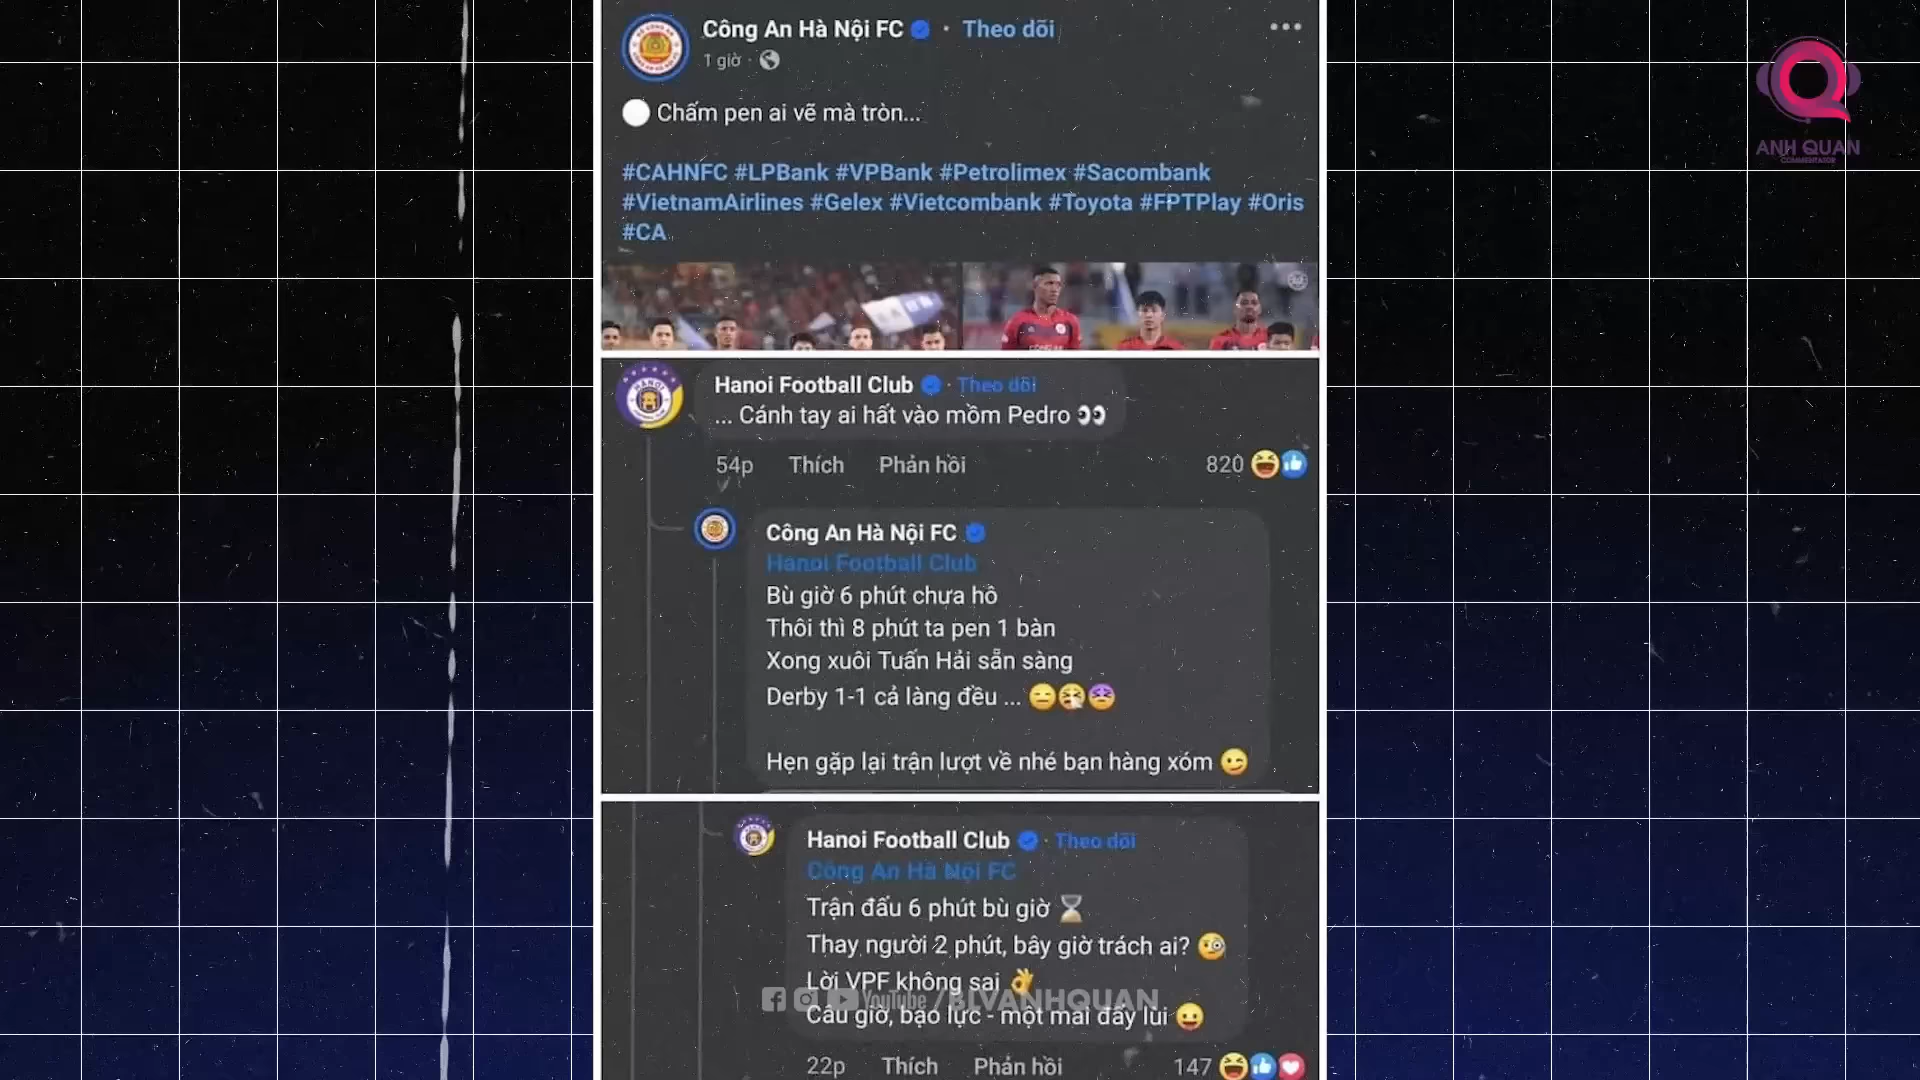 Công An Hà Nội FC · Theo dõi
1 giờ ·
Chấm pen ai vẽ mà tròn...
#CAHNFC #LPBank #VPBank #Petrolimex #Sacombank
#VietnamAirlines #Gelex #Vietcombank #Toyota #FPTPlay #Oris
#CA
ANH QUAN
COMMENTATOR
HANOI
Hanoi Football Club · Theo dõi
... Cánh tay ai hất vào mồm Pedro 👀
54p Thích Phản hồi 820
Công An Hà Nội FC
Hanoi Football Club
Bù giờ 6 phút chưa hồ
Thôi thì 8 phút ta pen 1 bàn
Xong xuôi Tuấn Hải sẵn sàng
Derby 1-1 cả làng đều ...
Hẹn gặp lại trận lượt về nhé bạn hàng xóm 😉
Hanoi Football Club · Theo dõi
Công An Hà Nội FC
Trận đấu 6 phút bù giờ ⏳
Thay người 2 phút, bây giờ trách ai? 🧐
Lời VPF không sai 👌
YouTube /BLVANHQUAN
Câu giờ, bạo lực - một mai đẩy lùi 😛
22p Thích Phản hồi 147